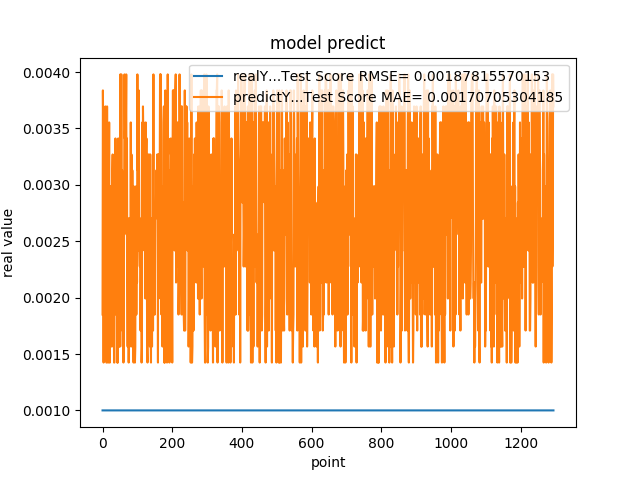 model predict
realY...Test Score RMSE= 0.00187815570153
predictY...Test Score MAE= 0.00170705304185
0.0040
0.0035
0.0030
0.0025
0.0020
0.0015
0.0010
real value
0 200 400 600 800 1000 1200
point